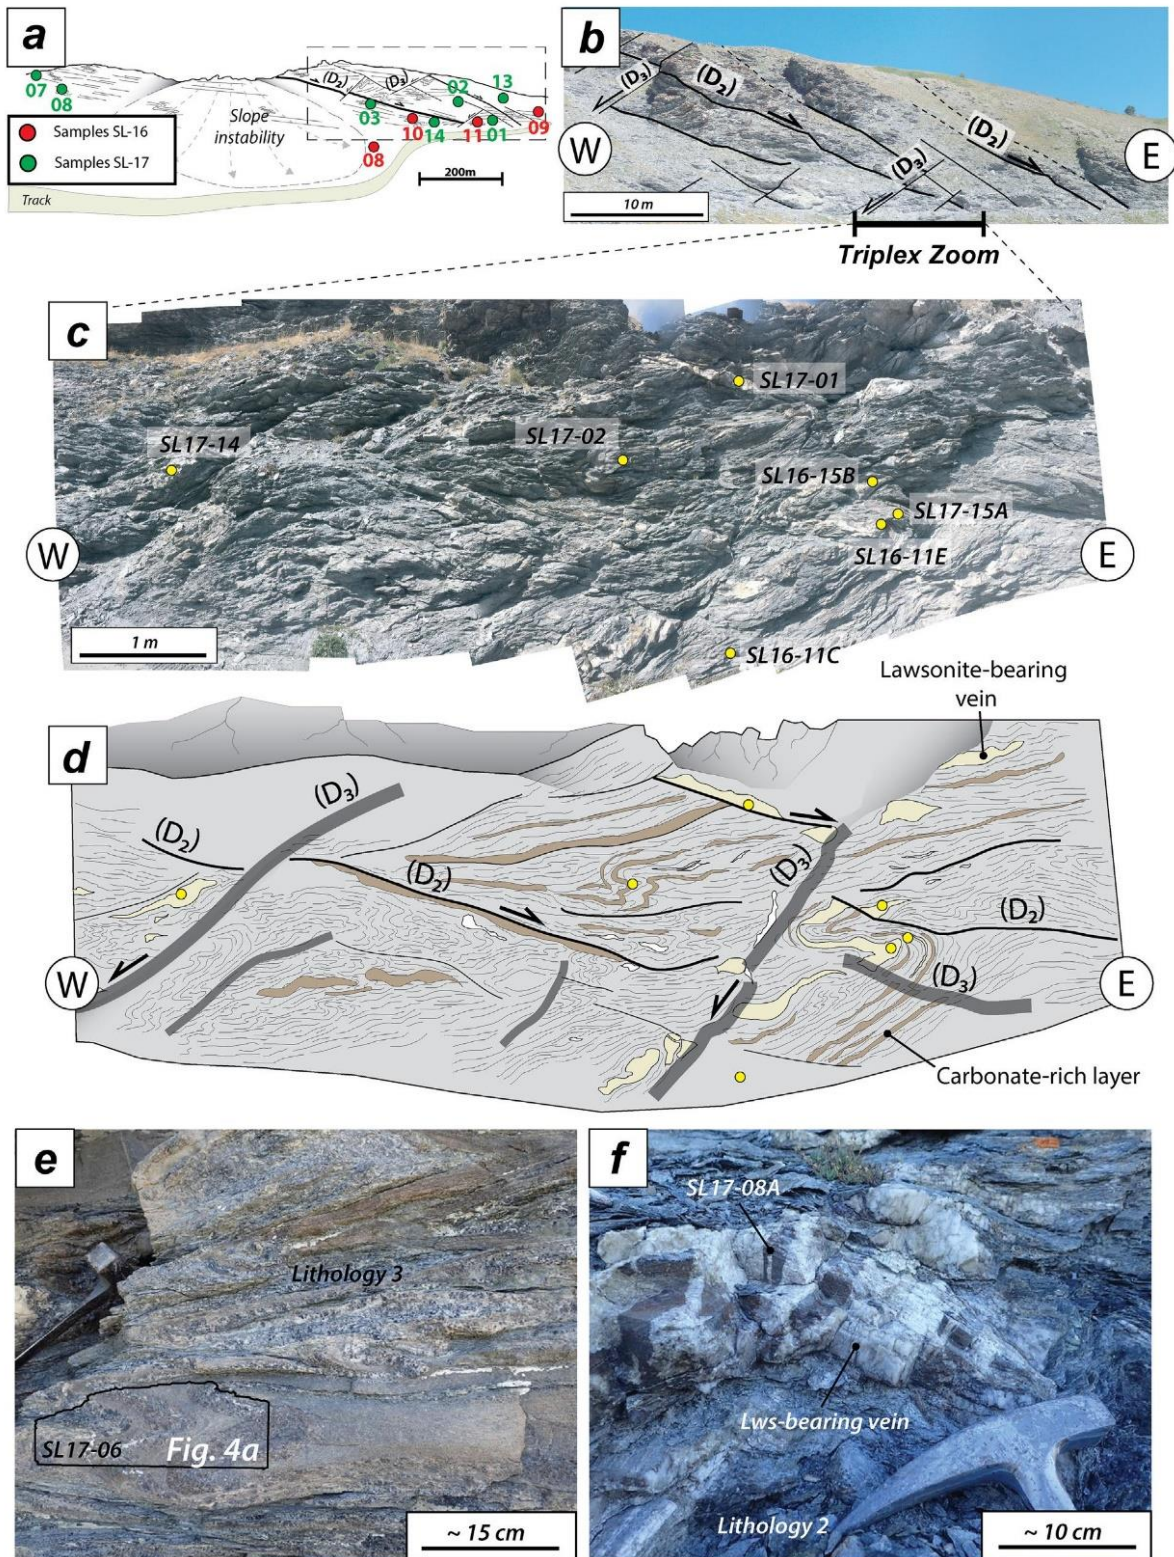 a
(D2)
(D3)
07
08
03
02
13
10
14
11
01
09
08
Samples SL-16
Samples SL-17
Slope
instability
200m
Track
b
(D3)
(D2)
(D2)
(D3)
W
E
10 m
Triplex Zoom
c
SL17-01
SL17-14
SL17-02
SL16-15B
SL17-15A
SL16-11E
W
E
1 m
SL16-11C
Lawsonite-bearing
vein
d
(D3)
(D2)
(D2)
(D3)
(D2)
(D3)
W
E
Carbonate-rich layer
e
Lithology 3
SL17-06
Fig. 4a
~ 15 cm
f
SL17-08A
Lws-bearing vein
Lithology 2
~ 10 cm